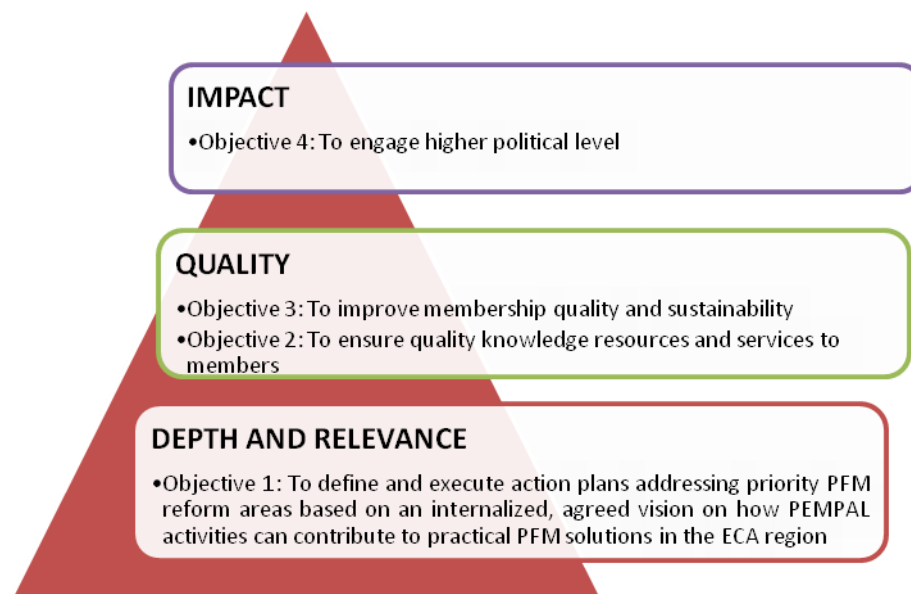 IMPACT
•Objective 4: To engage higher political level
QUALITY
•Objective 3: To improve membership quality and sustainability
•Objective 2: To ensure quality knowledge resources and services to
members
DEPTH AND RELEVANCE
•Objective 1: To define and execute action plans addressing priority PFM
reform areas based on an internalized, agreed vision on how PEMPAL
activities can contribute to practical PFM solutions in the ECA region